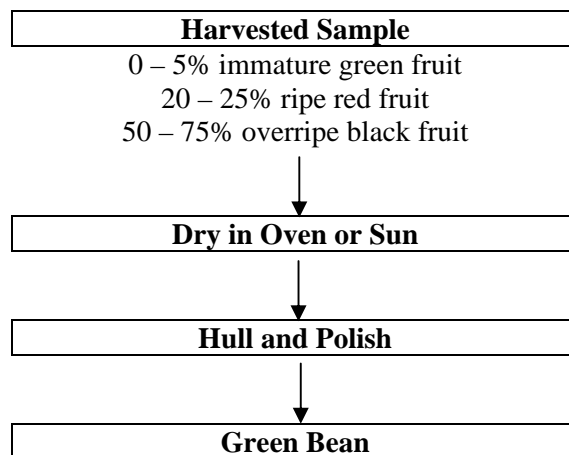 Harvested Sample
0 – 5% immature green fruit
20 – 25% ripe red fruit
50 – 75% overripe black fruit
Dry in Oven or Sun
Hull and Polish
Green Bean